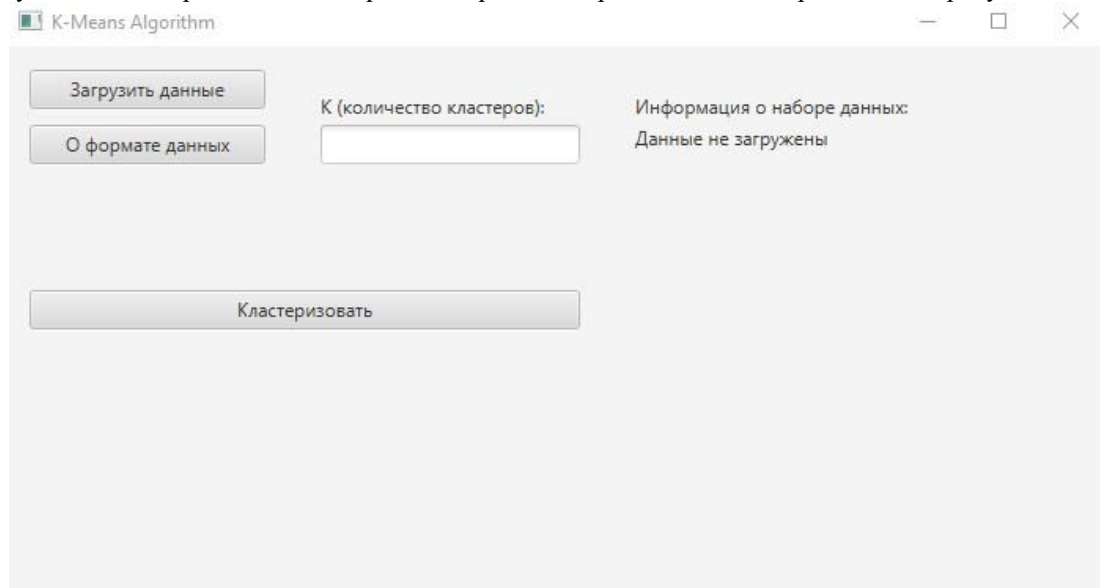 K-Means Algorithm
Загрузить данные
О формате данных
К (количество кластеров):
Информация о наборе данных:
Данные не загружены
Кластеризовать